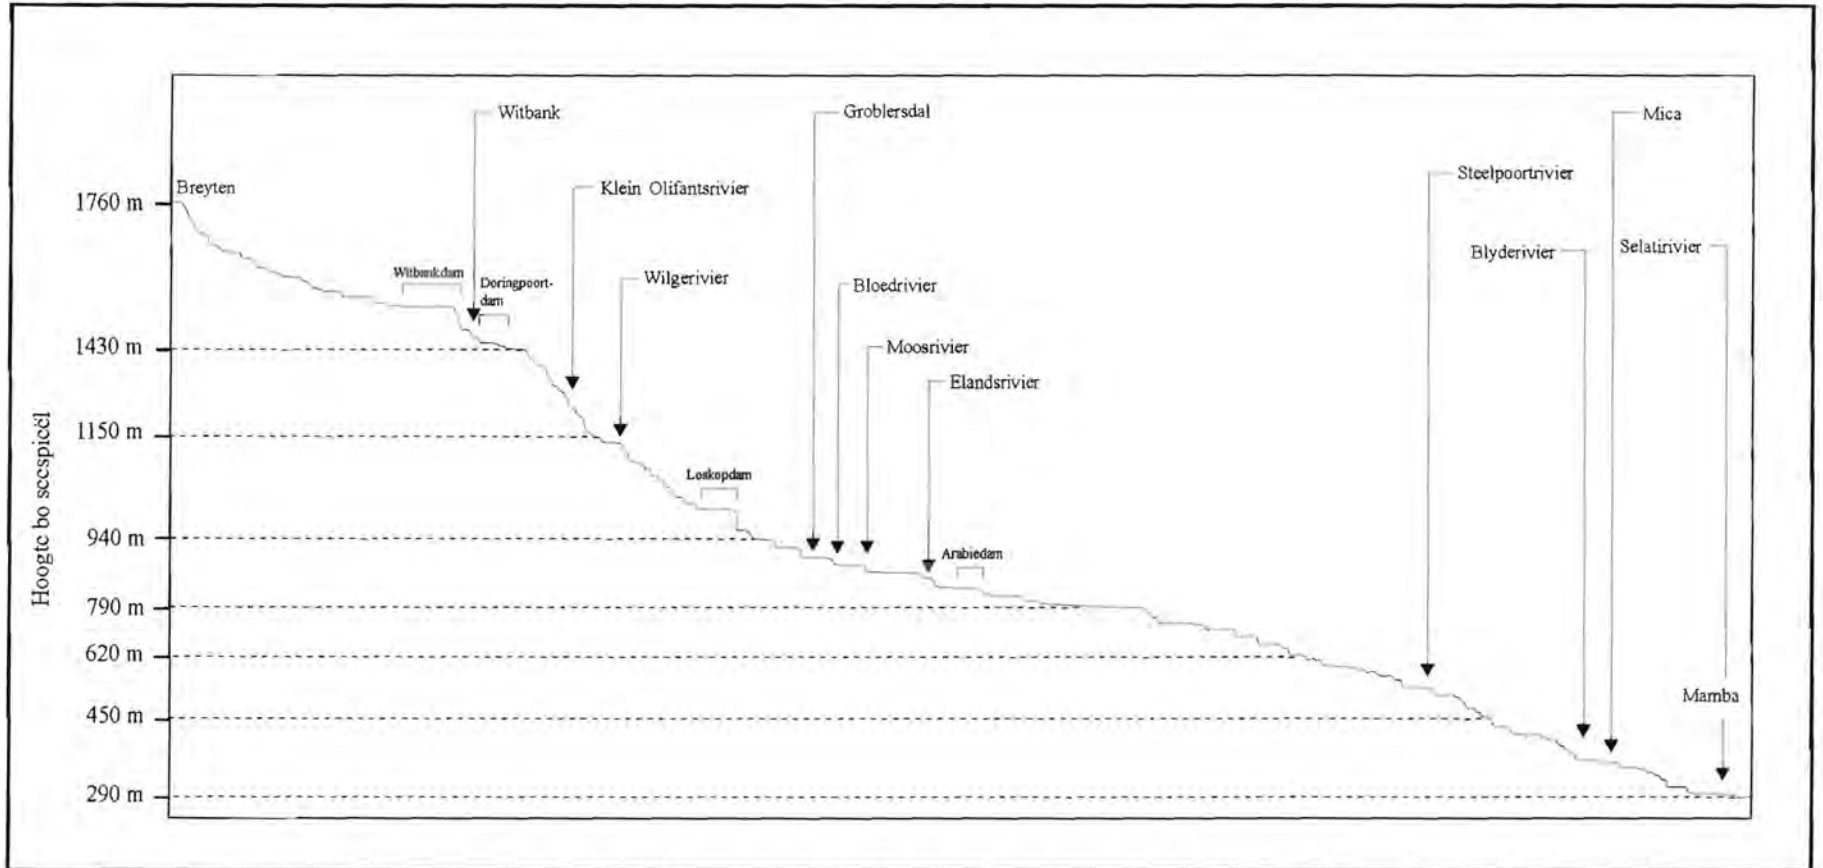 Witbank
Groblersdal
Mica
Steelpoortrivier
Breyten
Klein Olifantsrivier
1760 m
Selatirivier
Blyderivier
Witbankdam
Wilgerivier
Doringpoort-
dam
Bloedrivier
1430 m
Moosrivier
Elandsrivier
1150 m
Loskopdam
940 m
Arabiedam
790 m
620 m
Mamba
450 m
290 m
Hoogte bo seespieël